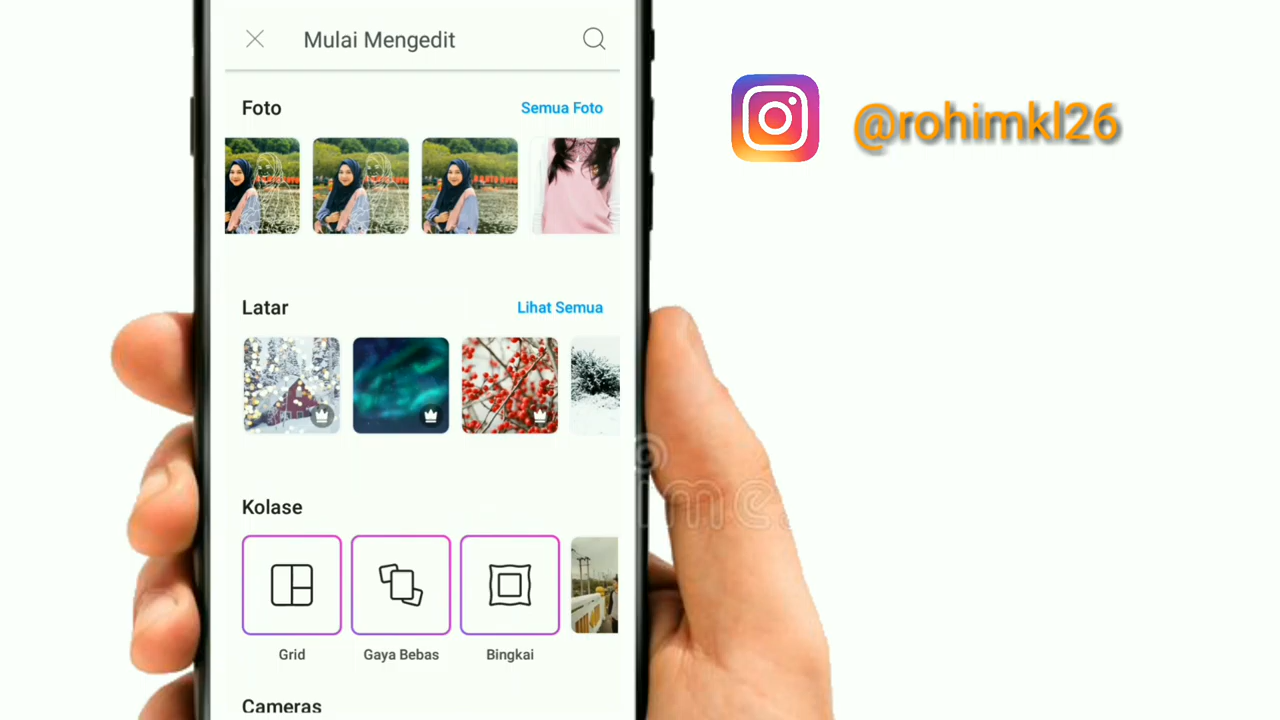 Mulai Mengedit
@rohimkl26
Foto
Semua Foto
Latar
Lihat Semua
Kolase
Grid
Gaya Bebas
Bingkai
Cameras